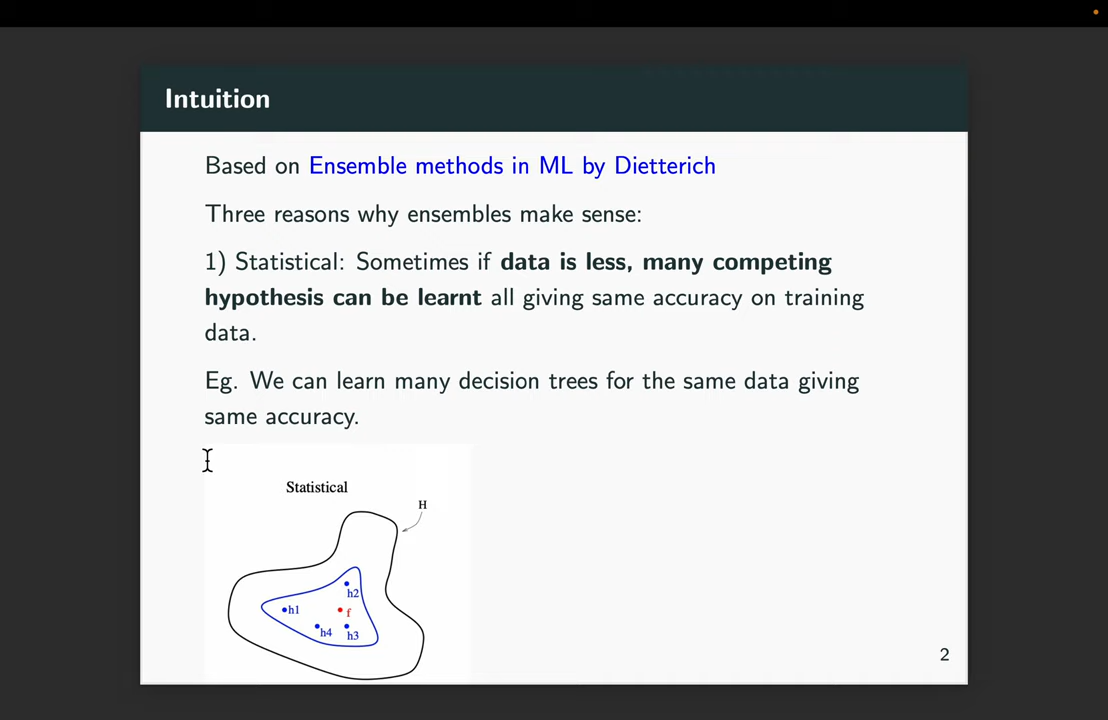 Intuition
Based on Ensemble methods in ML by Dietterich
Three reasons why ensembles make sense:
1) Statistical: Sometimes if data is less, many competing
hypothesis can be learnt all giving same accuracy on training
data.
Eg. We can learn many decision trees for the same data giving
same accuracy.
Statistical
H
h2
h1
f
h4
h3
2